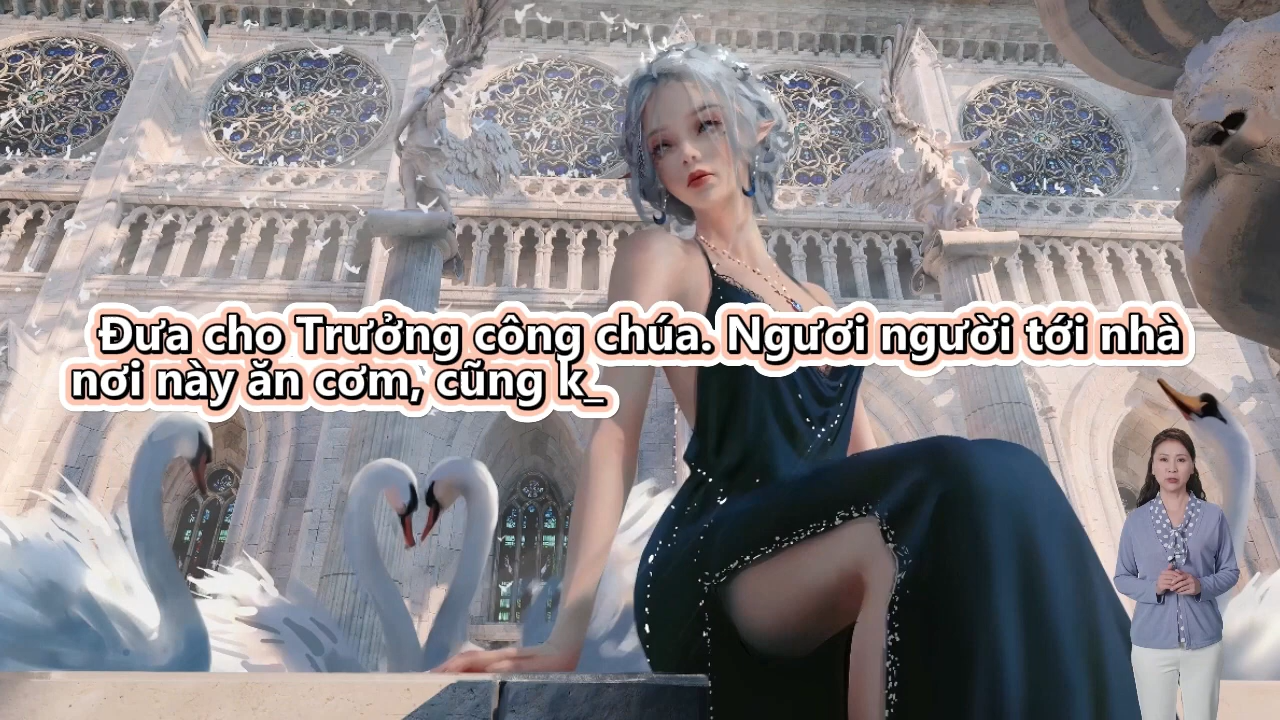 Đưa cho Trưởng công chúa. Ngươi người tới nhà
nơi này ăn cơm, cũng k_